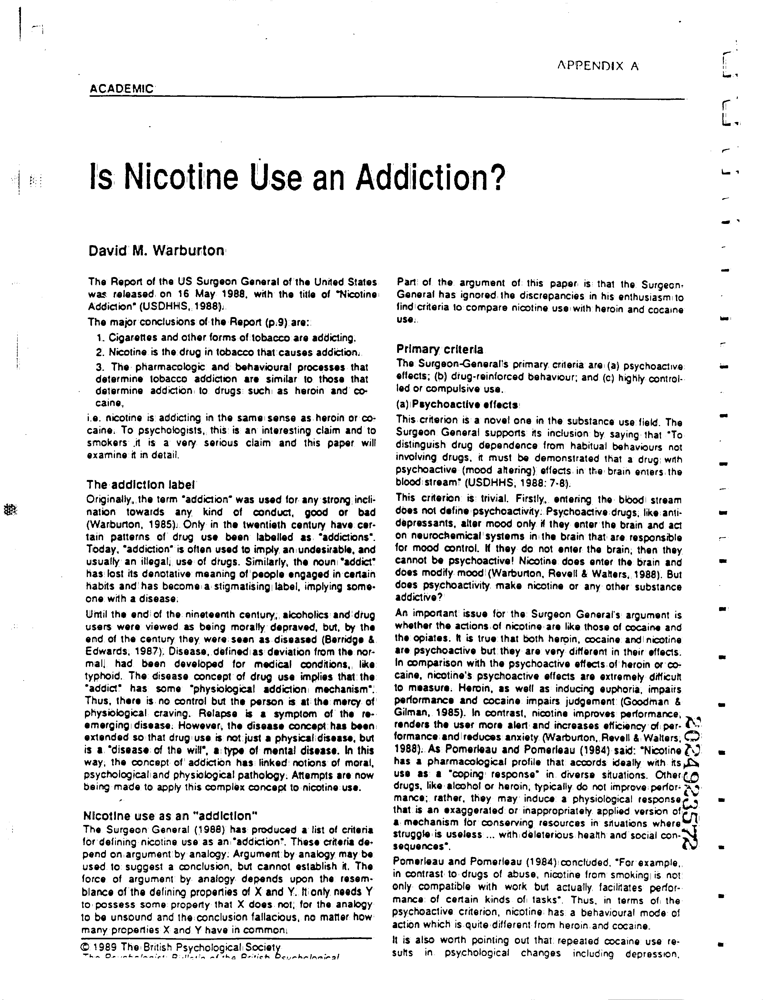 APPENDIX A
ACADEMIC
Is Nicotine Use an Addiction?
David M. Warburton
The Report of the US Surgeon General of the United States
was released on 16 May 1988, with the title of "Nicotine
Addiction" (USDHHS, 1988).
The major conclusions of the Report (p.9) are:
1. Cigarettes and other forms of tobacco are addicting.
2. Nicotine is the drug in tobacco that causes addiction.
3. The pharmacologic and behavioural processes that
determine tobacco addiction are similar to those that
determine addiction to drugs such as heroin and co-
caine,
i.e. nicotine is addicting in the same sense as heroin or co-
caine. To psychologists, this is an interesting claim and to
smokers it is a very serious claim and this paper will
examine it in detail.
The addiction label
Originally, the term "addiction" was used for any strong incli-
nation towards any kind of conduct, good or bad
(Warburton, 1985). Only in the twentieth century have cer-
tain patterns of drug use been labelled as "addictions".
Today, "addiction" is often used to imply an undesirable, and
usually an illegal, use of drugs. Similarly, the noun "addict"
has lost its denotative meaning of people engaged in certain
habits and has become a stigmatising label, implying some-
one with a disease.
Until the end of the nineteenth century, alcoholics and drug
users were viewed as being morally depraved, but, by the
end of the century they were seen as diseased (Berridge &
Edwards, 1987). Disease, defined as deviation from the nor-
mal, had been developed for medical conditions, like
typhoid. The disease concept of drug use implies that the
"addict" has some "physiological addiction mechanism".
Thus, there is no control but the person is at the mercy of
physiological craving. Relapse is a symptom of the re-
emerging disease. However, the disease concept has been
extended so that drug use is not just a physical disease, but
is a "disease of the will", a type of mental disease. In this
way, the concept of addiction has linked notions of moral,
psychological and physiological pathology. Attempts are now
being made to apply this complex concept to nicotine use.
Nicotine use as an "addiction"
The Surgeon General (1988) has produced a list of criteria
for defining nicotine use as an "addiction". These criteria de-
pend on argument by analogy. Argument by analogy may be
used to suggest a conclusion, but cannot establish it. The
force of argument by analogy depends upon the resem-
blance of the defining properties of X and Y. It only needs Y
to possess some property that X does not, for the analogy
to be unsound and the conclusion fallacious, no matter how
many properties X and Y have in common.
© 1989 The British Psychological Society
Part of the argument of this paper is that the Surgeon-
General has ignored the discrepancies in his enthusiasm to
find criteria to compare nicotine use with heroin and cocaine
use.
Primary criteria
The Surgeon-General's primary criteria are (a) psychoactive
effects; (b) drug-reinforced behaviour; and (c) highly control-
led or compulsive use.
(a) Psychoactive effects
This criterion is a novel one in the substance use field. The
Surgeon General supports its inclusion by saying that "To
distinguish drug dependence from habitual behaviours not
involving drugs, it must be demonstrated that a drug with
psychoactive (mood altering) effects in the brain enters the
blood stream" (USDHHS, 1988: 7-8).
This criterion is trivial. Firstly, entering the blood stream
does not define psychoactivity. Psychoactive drugs, like anti-
depressants, alter mood only if they enter the brain and act
on neurochemical systems in the brain that are responsible
for mood control. If they do not enter the brain, then they
cannot be psychoactive! Nicotine does enter the brain and
does modify mood (Warburton, Revell & Walters, 1988). But
does psychoactivity make nicotine or any other substance
addictive?
An important issue for the Surgeon General's argument is
whether the actions of nicotine are like those of cocaine and
the opiates. It is true that both heroin, cocaine and nicotine
are psychoactive but they are very different in their effects.
In comparison with the psychoactive effects of heroin or co-
caine, nicotine's psychoactive effects are extremely difficult
to measure. Heroin, as well as inducing euphoria, impairs
performance and cocaine impairs judgement (Goodman &
Gilman, 1985). In contrast, nicotine improves performance,
renders the user more alert and increases efficiency of per-
formance and reduces anxiety (Warburton, Revell & Walters,
1988). As Pomerleau and Pomerleau (1984) said: "Nicotine
has a pharmacological profile that accords ideally with its
use as a "coping response" in diverse situations. Other
drugs, like alcohol or heroin, typically do not improve perfor-
mance; rather, they may induce a physiological response
that is an exaggerated or inappropriately applied version of
a mechanism for conserving resources in situations where
struggle is useless ... with deleterious health and social con-
sequences".
Pomerleau and Pomerleau (1984) concluded, "For example,
in contrast to drugs of abuse, nicotine from smoking is not
only compatible with work but actually facilitates perfor-
mance of certain kinds of tasks". Thus, in terms of the
psychoactive criterion, nicotine has a behavioural mode of
action which is quite different from heroin and cocaine.
It is also worth pointing out that repeated cocaine use re-
sults in psychological changes including depression,